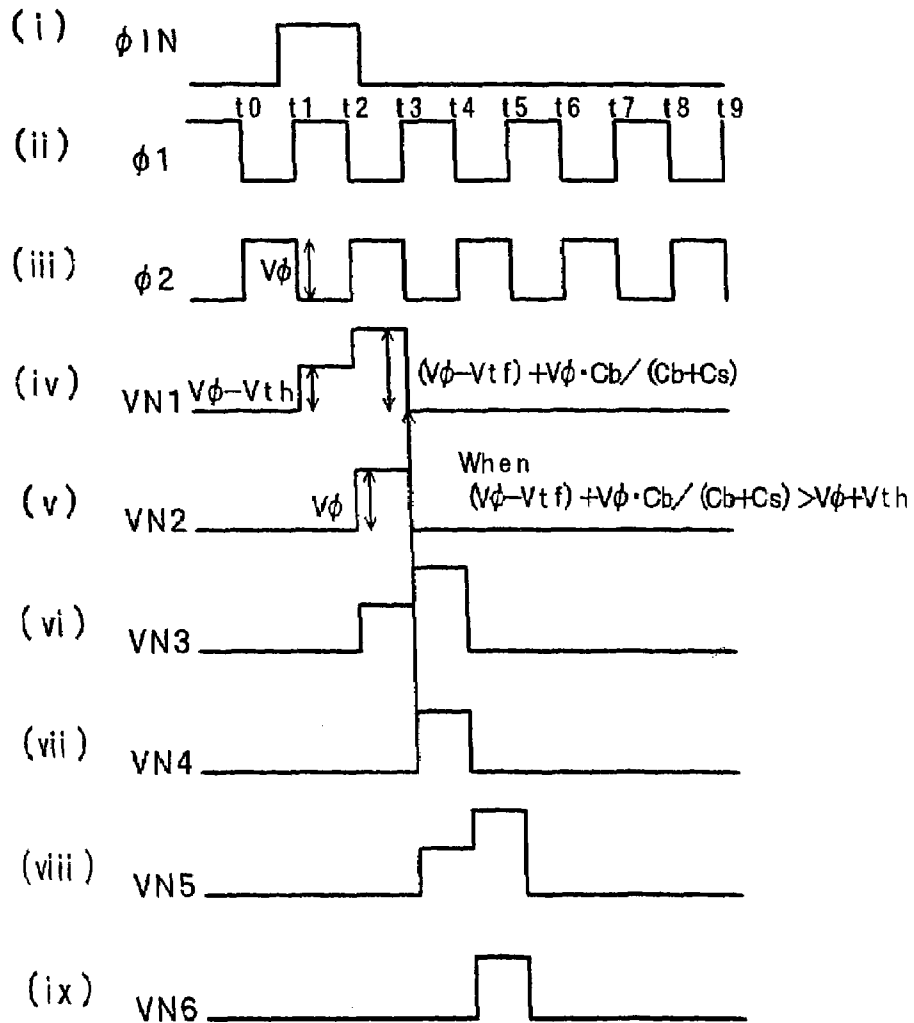 (i) φIN
t0 t1 t2 t3 t4 t5 t6 t7 t8 t9
(ii) φ1
(iii) φ2 Vφ
(iv) VN1 Vφ-Vth (Vφ-Vtf)+Vφ·Cb/(Cb+Cs)
When
(v) VN2 Vφ (Vφ-Vtf)+Vφ·Cb/(Cb+Cs)>Vφ+Vth
(vi) VN3
(vii) VN4
(viii) VN5
(ix) VN6